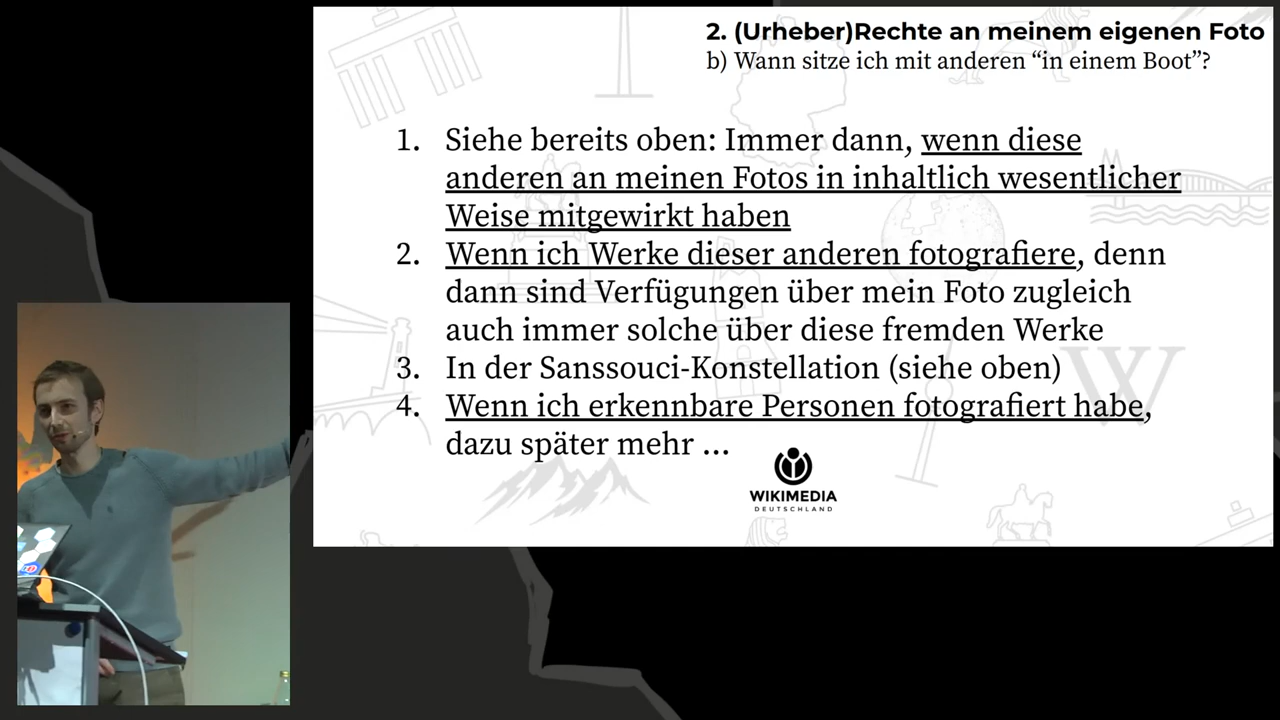 2. (Urheber)Rechte an meinem eigenen Foto
b) Wann sitze ich mit anderen “in einem Boot”?
1. Siehe bereits oben: Immer dann, wenn diese
anderen an meinen Fotos in inhaltlich wesentlicher
Weise mitgewirkt haben
2. Wenn ich Werke dieser anderen fotografiere, denn
dann sind Verfügungen über mein Foto zugleich
auch immer solche über diese fremden Werke
3. In der Sanssouci-Konstellation (siehe oben)
4. Wenn ich erkennbare Personen fotografiert habe,
dazu später mehr ...
W
WIKIMEDIA
DEUTSCHLAND